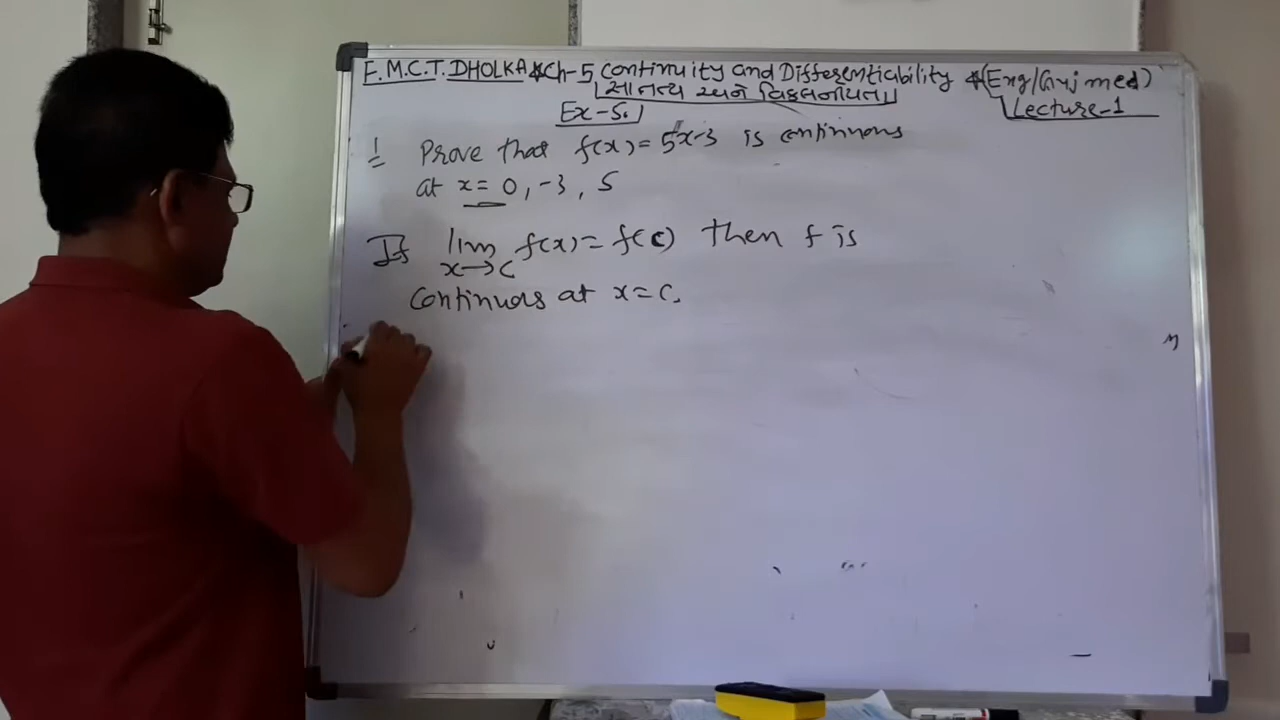 F.M.C.T. DHOLKA * Ch-5 Continuity and Differentiability * (Eng/Guj med)
સાતત્ય અને વિકલનીયતા
Lecture-1
Ex-5.1
1 Prove that f(x) = 5x-3 is continuous
at x = 0, -3, 5
If lim x→c f(x) = f(c) then f is
continuous at x = c.